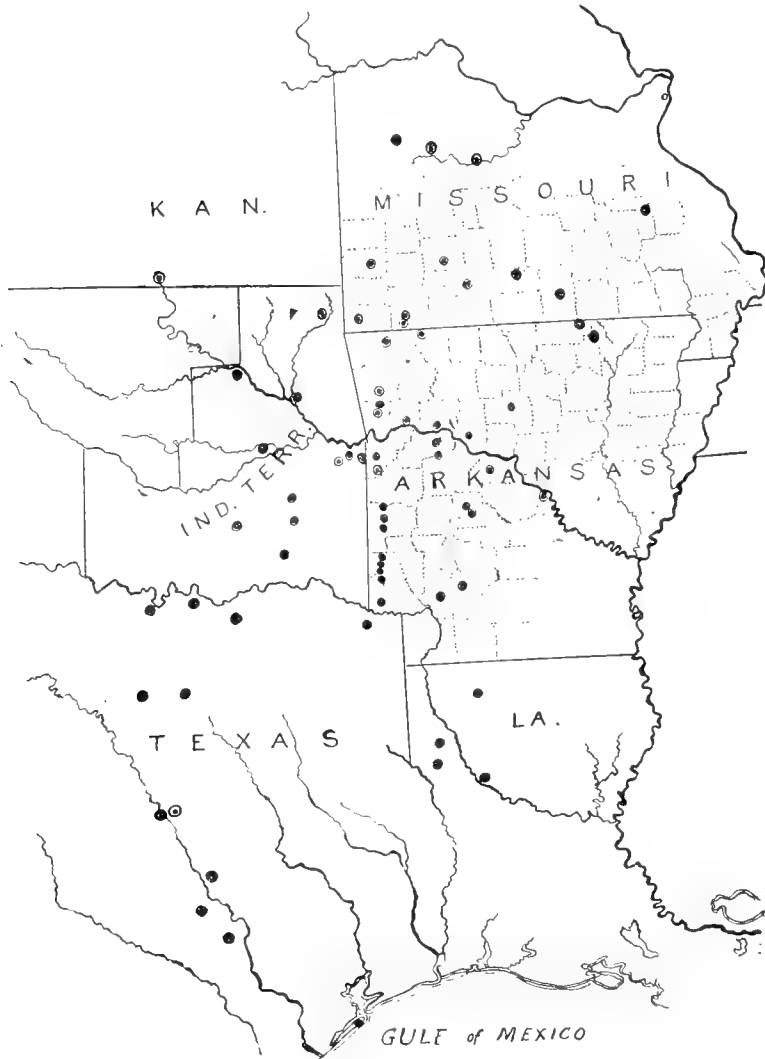 KAN.
MISSOURI
IND. TERR.
ARKANSAS
LA.
TEXAS
GULF of MEXICO